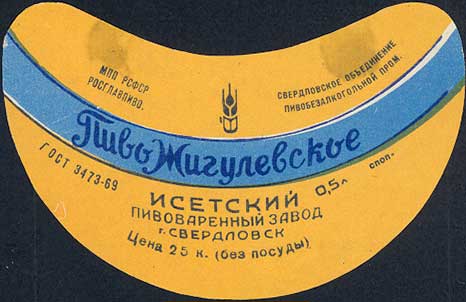 МПП РСФСР
РОСГЛАВПИВО.
СВЕРДЛОВСКОЕ ОБЪЕДИНЕНИЕ
ПИВОБЕЗАЛКОГОЛЬНОЙ ПРОМ.
Пиво Жигулевское
ГОСТ 3473-69
ИСЕТСКИЙ
0,5л
спол.
ПИВОВАРЕННЫЙ ЗАВОД
г. СВЕРДЛОВСК
Цена 25 к. (без посуды)